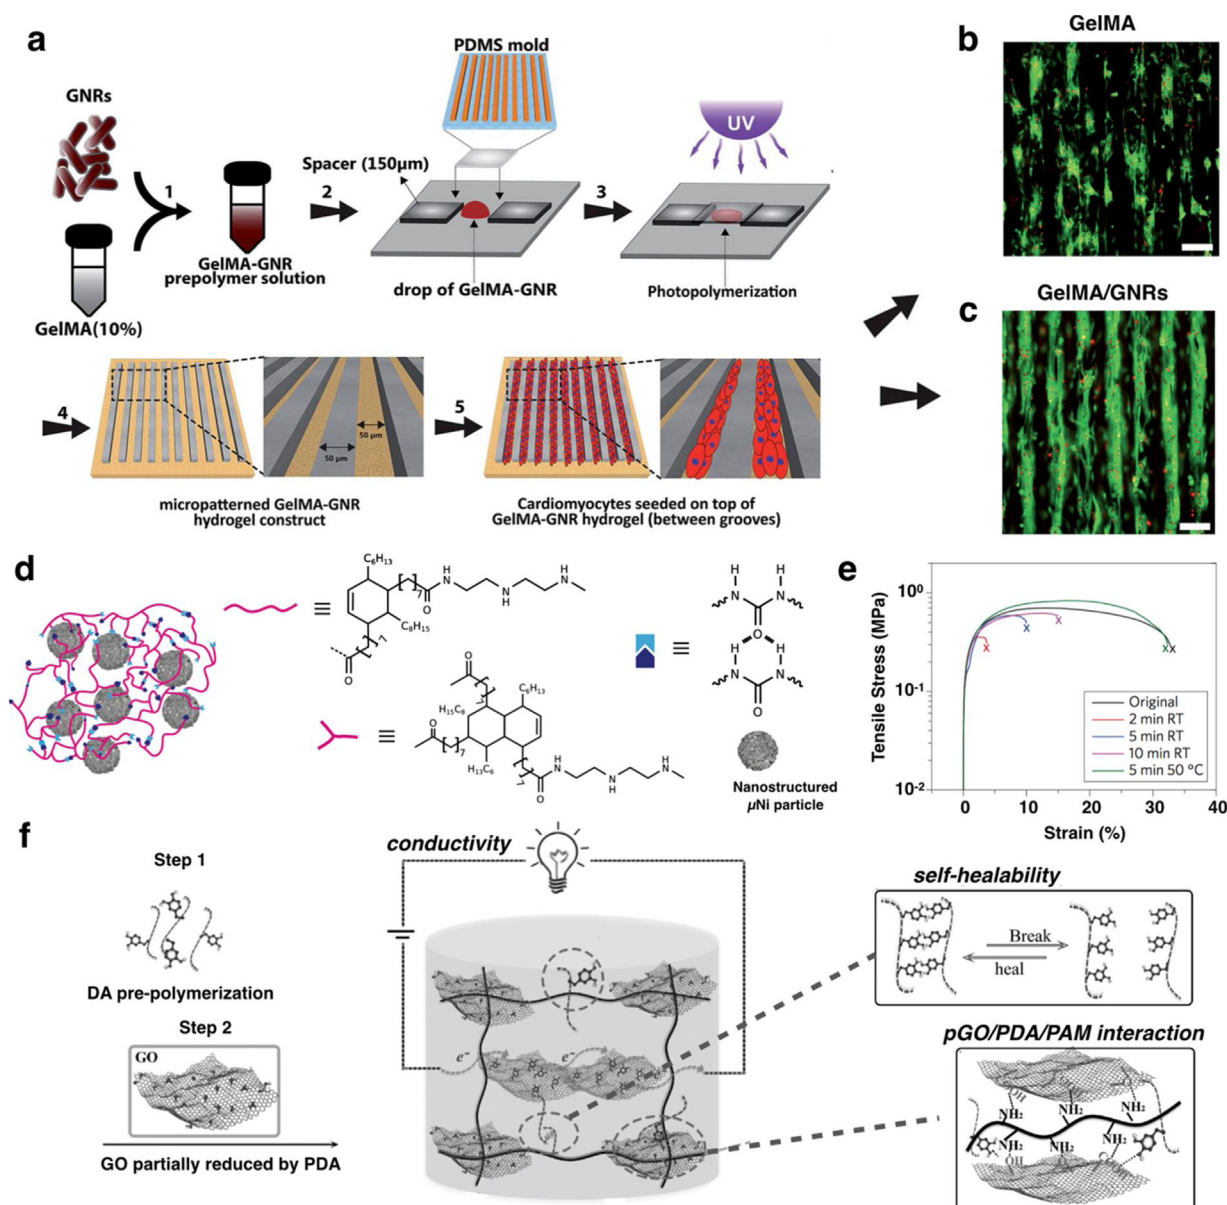 a
GNRs
GelMA(10%)
1
GelMA-GNR
prepolymer solution
2
PDMS mold
Spacer (150µm)
drop of GelMA-GNR
3
UV
Photopolymerization
b
GelMA
c
GelMA/GNRs
4
50 µm
50 µm
micropatterned GelMA-GNR
hydrogel construct
5
Cardiomyocytes seeded on top of
GelMA-GNR hydrogel (between grooves)
d
≡
C6H13
7
O
H
N
N
H
H
N
C8H15
7
O
≡
O
C6H13
H15C8
O
7
H13C6
O
H
N
N
H
H
N
≡
H H
N N
O
H H
N N
O
Nanostructured
µNi particle
e
Tensile Stress (MPa)
10⁰
10⁻¹
10⁻²
Original
2 min RT
5 min RT
10 min RT
5 min 50 °C
0 10 20 30 40
Strain (%)
f
Step 1
DA pre-polymerization
Step 2
GO
GO partially reduced by PDA
conductivity
e⁻
e⁻
self-healability
Break
heal
pGO/PDA/PAM interaction
OH
NH2
NH2
NH2
NH2
NH2
NH2
OH